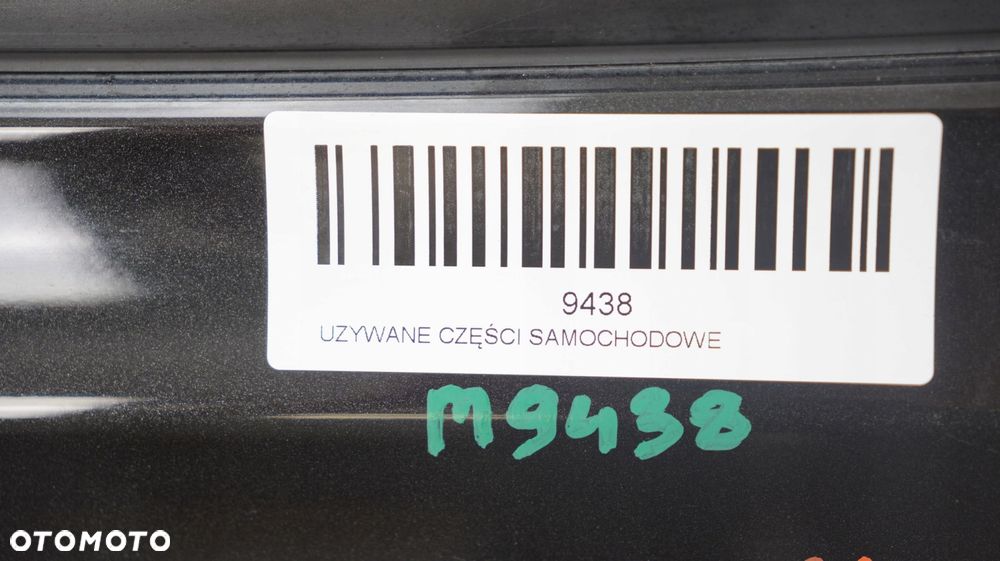 9438
UZYWANE CZĘŚCI SAMOCHODOWE
M9438
OTOMOTO